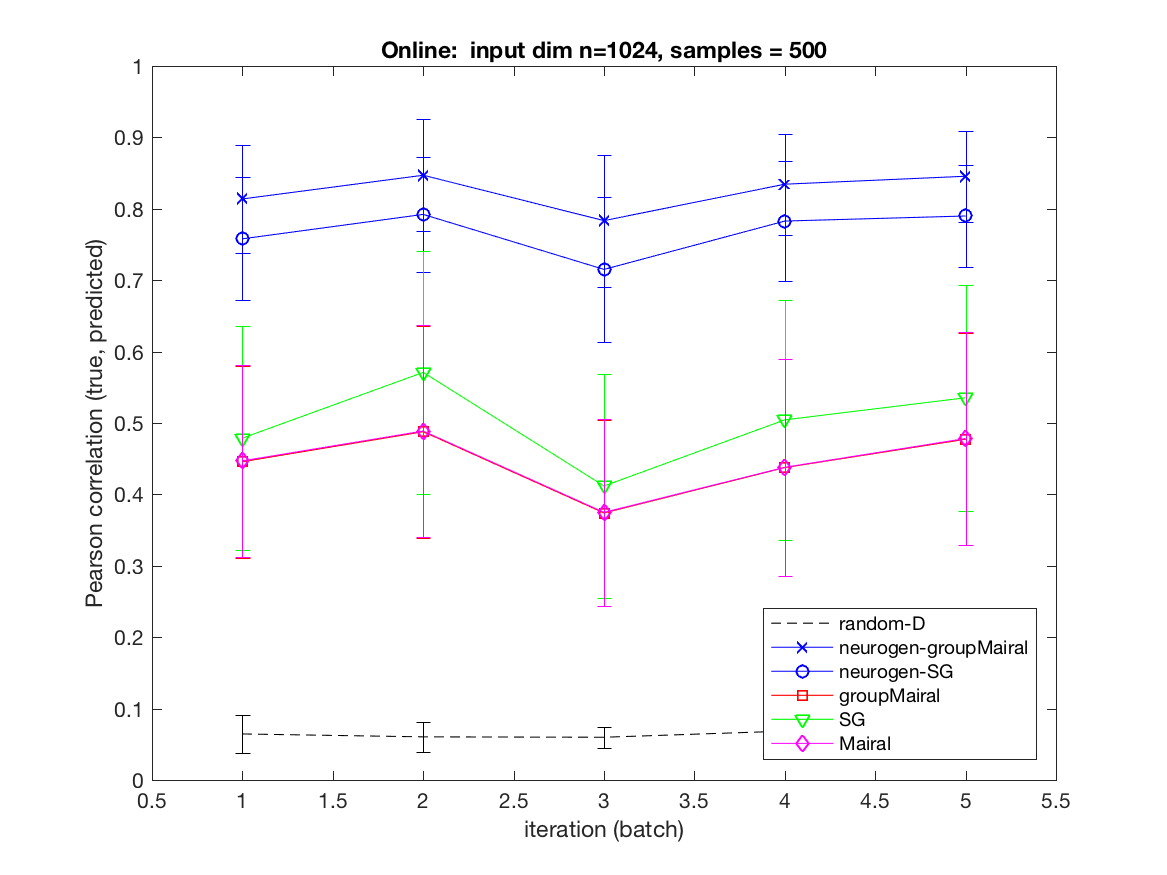 Online:  input dim n=1024, samples = 500
1
0.9
0.8
0.7
0.6
0.5
0.4
0.3
0.2
0.1
0
Pearson correlation (true, predicted)
random-D
neurogen-groupMairal
neurogen-SG
groupMairal
SG
Mairal
0.5 1 1.5 2 2.5 3 3.5 4 4.5 5 5.5
iteration (batch)